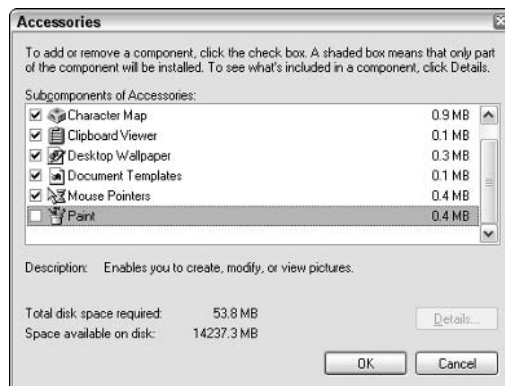 Accessories
To add or remove a component, click the check box. A shaded box means that only part
of the component will be installed. To see what's included in a component, click Details.
Subcomponents of Accessories:
Character Map 0.9 MB
Clipboard Viewer 0.1 MB
Desktop Wallpaper 0.3 MB
Document Templates 0.1 MB
Mouse Pointers 0.4 MB
Paint 0.4 MB
Description: Enables you to create, modify, or view pictures.
Total disk space required: 53.8 MB
Space available on disk: 14237.3 MB
Details...
OK Cancel